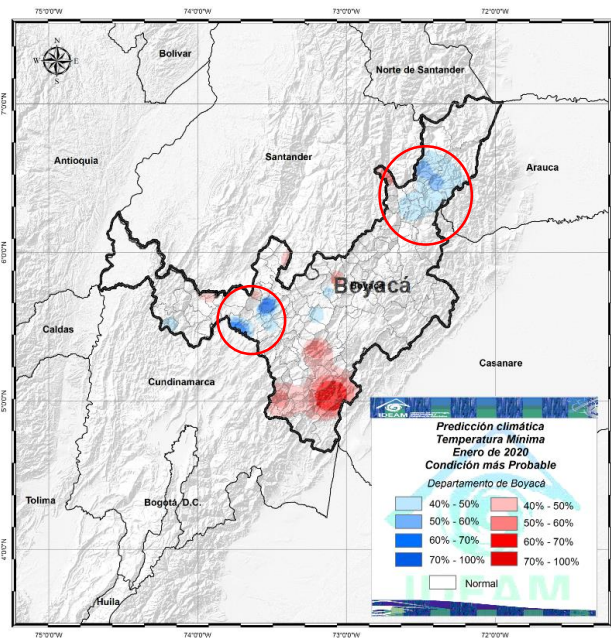 75°0'0"W 74°0'0"W 73°0'0"W 72°0'0"W
N
W E
S
Bolivar
Norte de Santander
7°0'0"N
Antioquia
Santander
Arauca
6°0'0"N
Boyacá
Caldas
Casanare
Cundinamarca
5°0'0"N
IDEAM
Predicción climática
Temperatura Mínima
Enero de 2020
Condición más Probable
Departamento de Boyacá
40% - 50% 40% - 50%
50% - 60% 50% - 60%
60% - 70% 60% - 70%
70% - 100% 70% - 100%
Normal
IDEAM
Tolima
Bogotá, D.C.
4°0'0"N
Huila
75°0'0"W 74°0'0"W 73°0'0"W 72°0'0"W